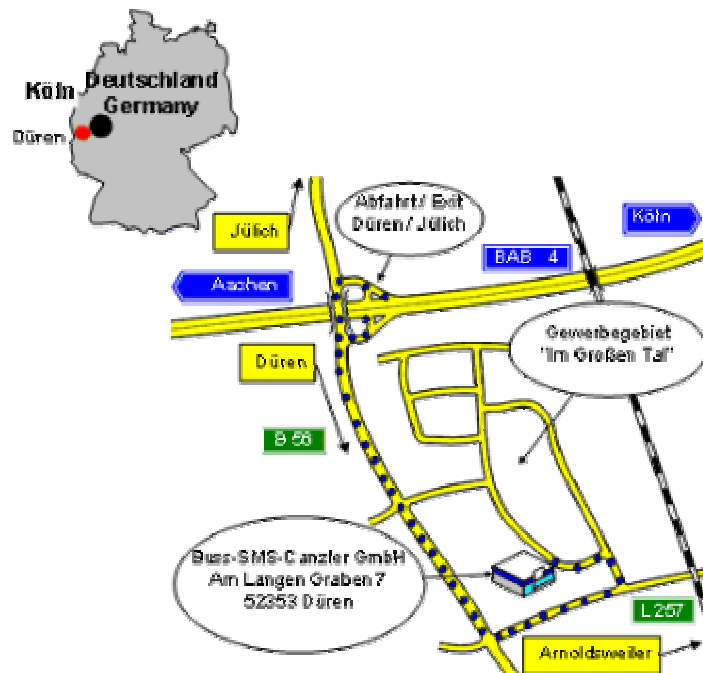 Köln
Deutschland
Germany
Düren
Jülich
Abfahrt/ Exit
Düren / Jülich
Köln
BAB 4
Aachen
Gewerbegebiet
"Im Großen Tal"
Düren
B 56
Buss-SMS-Canzler GmbH
Am Langen Graben 7
52353 Düren
L 257
Arnoldsweiler